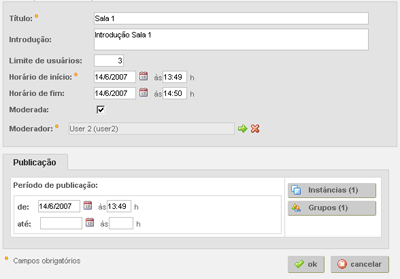 Título: * Sala 1
Introdução: Introdução Sala 1
Limite de usuários: 3
Horário de início: * 14/6/2007 às 13:49 h
Horário de fim: 14/6/2007 às 14:50 h
Moderada:
Moderador: * User 2 (user2)
Publicação
Período de publicação:
de: 14/6/2007 às 13:49 h
até: às h
Instâncias (1)
Grupos (1)
* Campos obrigatórios
ok
cancelar